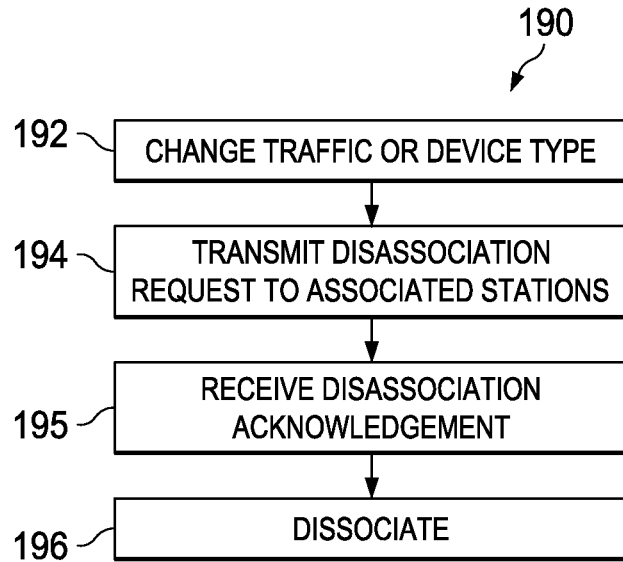 190
192
CHANGE TRAFFIC OR DEVICE TYPE
194
TRANSMIT DISASSOCIATION
REQUEST TO ASSOCIATED STATIONS
195
RECEIVE DISASSOCIATION
ACKNOWLEDGEMENT
196
DISSOCIATE